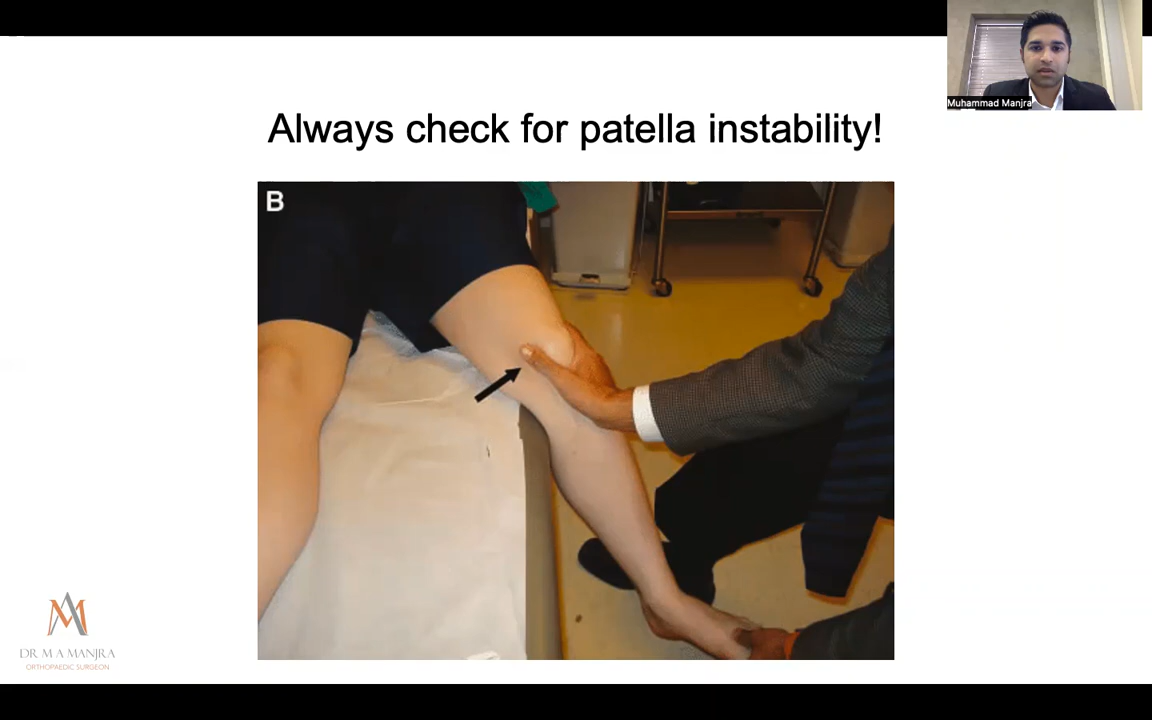 Muhammad Manjra
Always check for patella instability!
B
DR M A MANJRA
ORTHOPAEDIC SURGEON